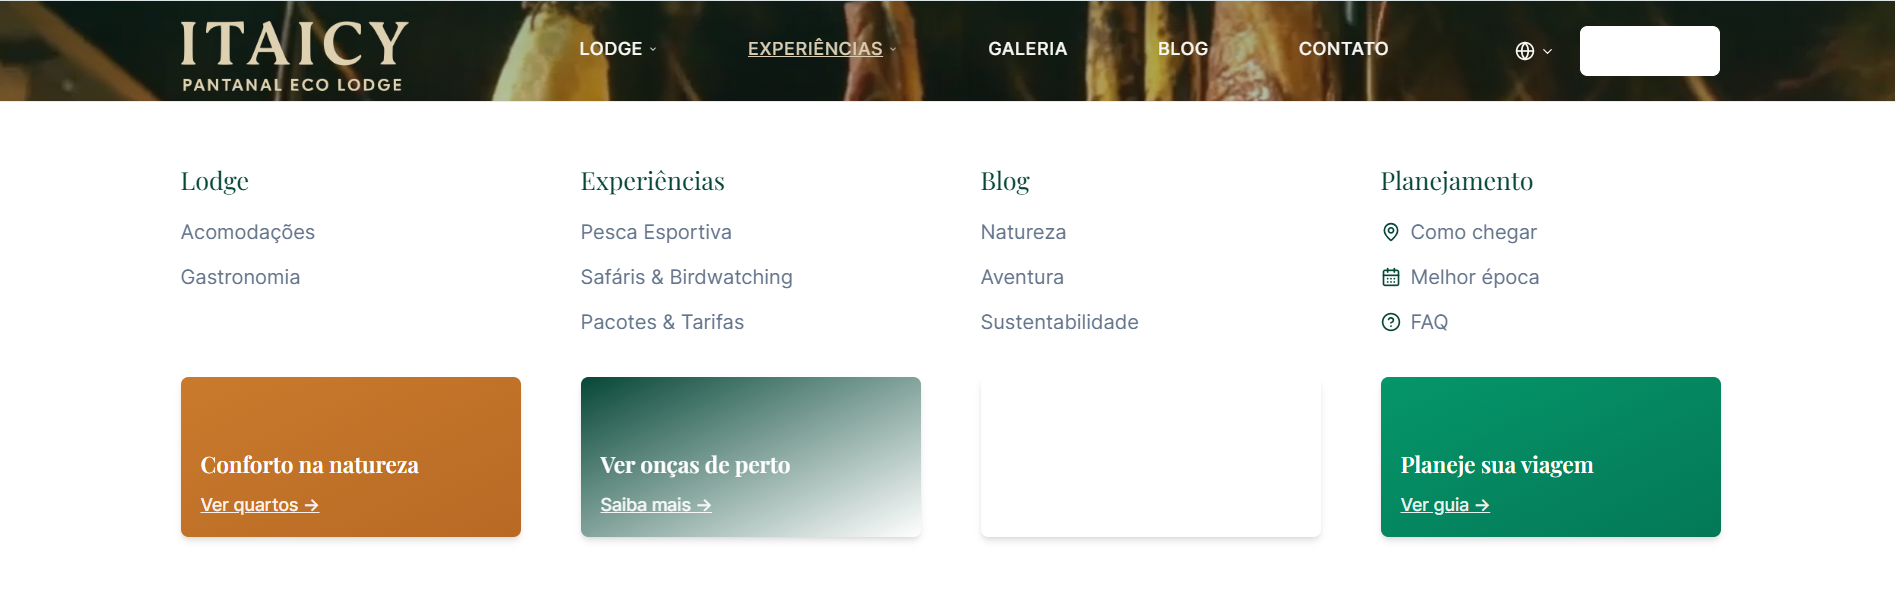 ITAICY
PANTANAL ECO LODGE
LODGE
EXPERIÊNCIAS
GALERIA
BLOG
CONTATO
Lodge
Acomodações
Gastronomia
Experiências
Pesca Esportiva
Safáris & Birdwatching
Pacotes & Tarifas
Blog
Natureza
Aventura
Sustentabilidade
Planejamento
Como chegar
Melhor época
FAQ
Conforto na natureza
Ver quartos →
Ver onças de perto
Saiba mais →
Planeje sua viagem
Ver guia →